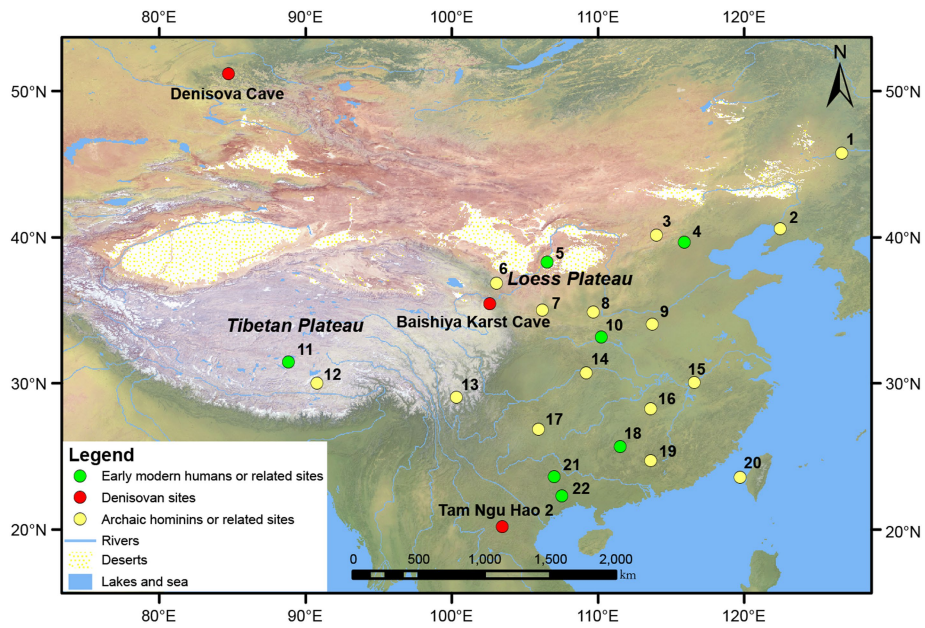 80°E 90°E 100°E 110°E 120°E
N
50°N 50°N
Denisova Cave
1
2
3
4
40°N 40°N
5
6
Loess Plateau
7
8
9
Baishiya Karst Cave
10
Tibetan Plateau
11
12
13
14
15
30°N 30°N
16
17
18
19
20
21
22
Tam Ngu Hao 2
20°N 20°N
Legend
Early modern humans or related sites
Denisovan sites
Archaic hominins or related sites
Rivers
Deserts
Lakes and sea
0 500 1,000 1,500 2,000
km
80°E 90°E 100°E 110°E 120°E